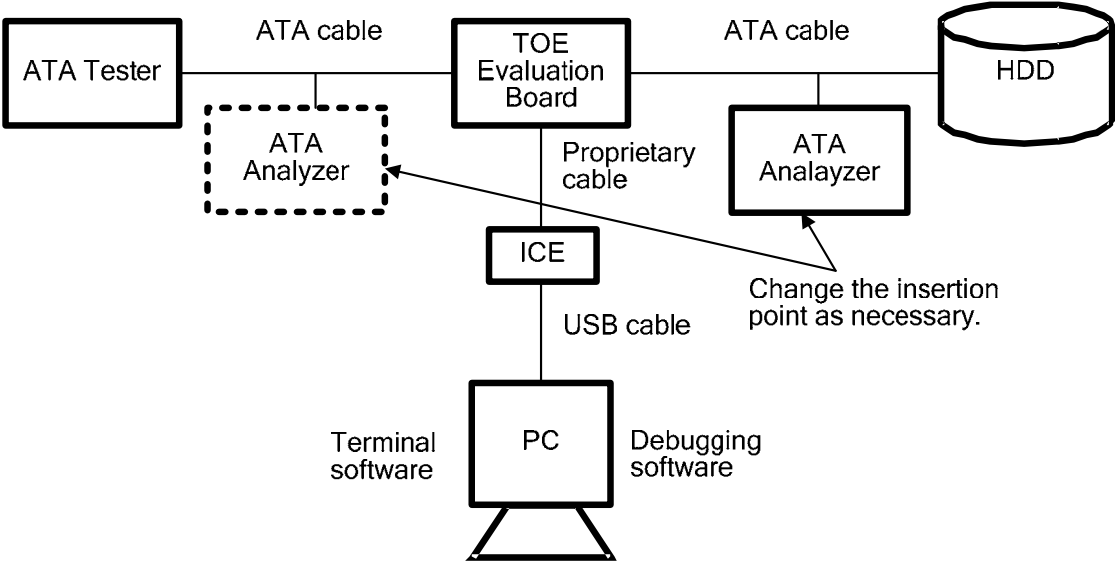 ATA cable
ATA cable
ATA Tester
TOE
Evaluation
Board
HDD
ATA
Analyzer
Proprietary
cable
ATA
Analayzer
ICE
Change the insertion
point as necessary.
USB cable
Terminal
software
PC
Debugging
software